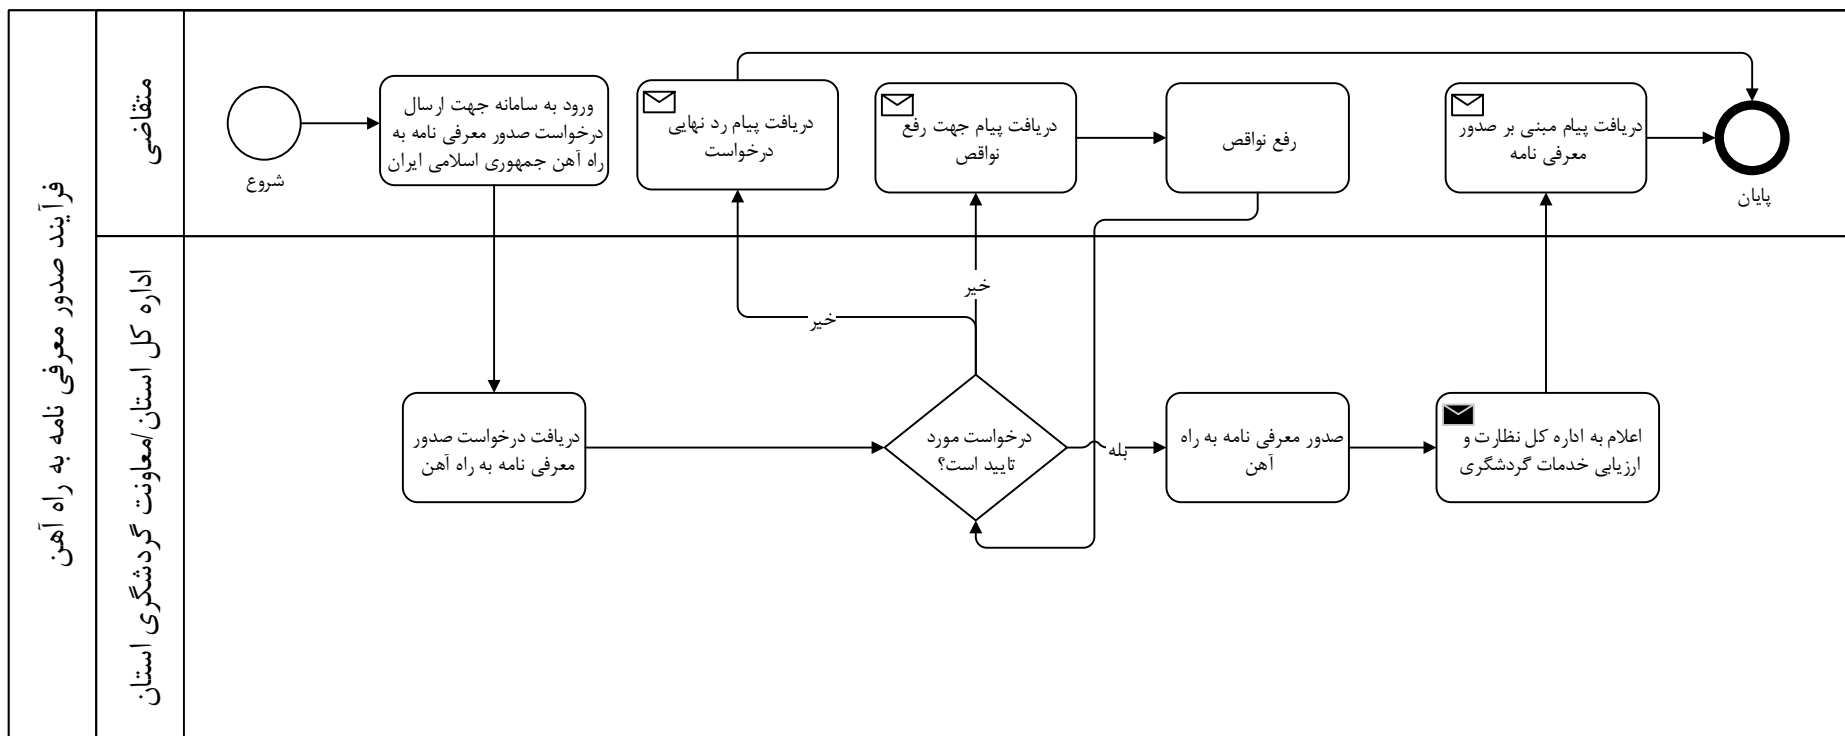 فرآیند صدور معرفی نامه به راه آهن
متقاضی
شروع
ورود به سامانه جهت ارسال
درخواست صدور معرفی نامه به
راه آهن جمهوری اسلامی ایران
دریافت پیام رد نهایی
درخواست
دریافت پیام جهت رفع
نواقص
رفع نواقص
دریافت پیام مبنی بر صدور
معرفی نامه
پایان
اداره کل استان/معاونت گردشگری استان
خیر
خیر
دریافت درخواست صدور
معرفی نامه به راه آهن
درخواست مورد
تایید است؟
بله
صدور معرفی نامه به راه
آهن
اعلام به اداره کل نظارت و
ارزیابی خدمات گردشگری